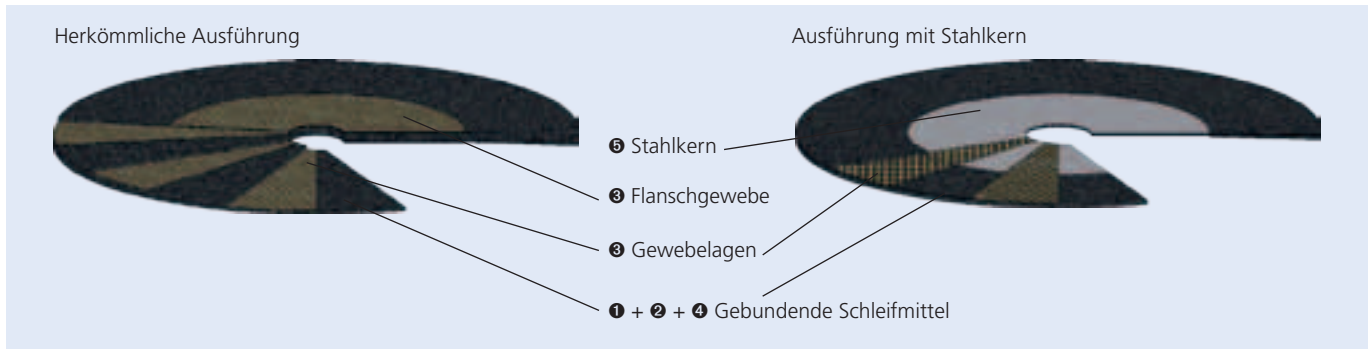 Herkömmliche Ausführung
Ausführung mit Stahlkern
❺ Stahlkern
❸ Flanschgewebe
❸ Gewebelagen
❶ + ❷ + ❹ Gebundende Schleifmittel